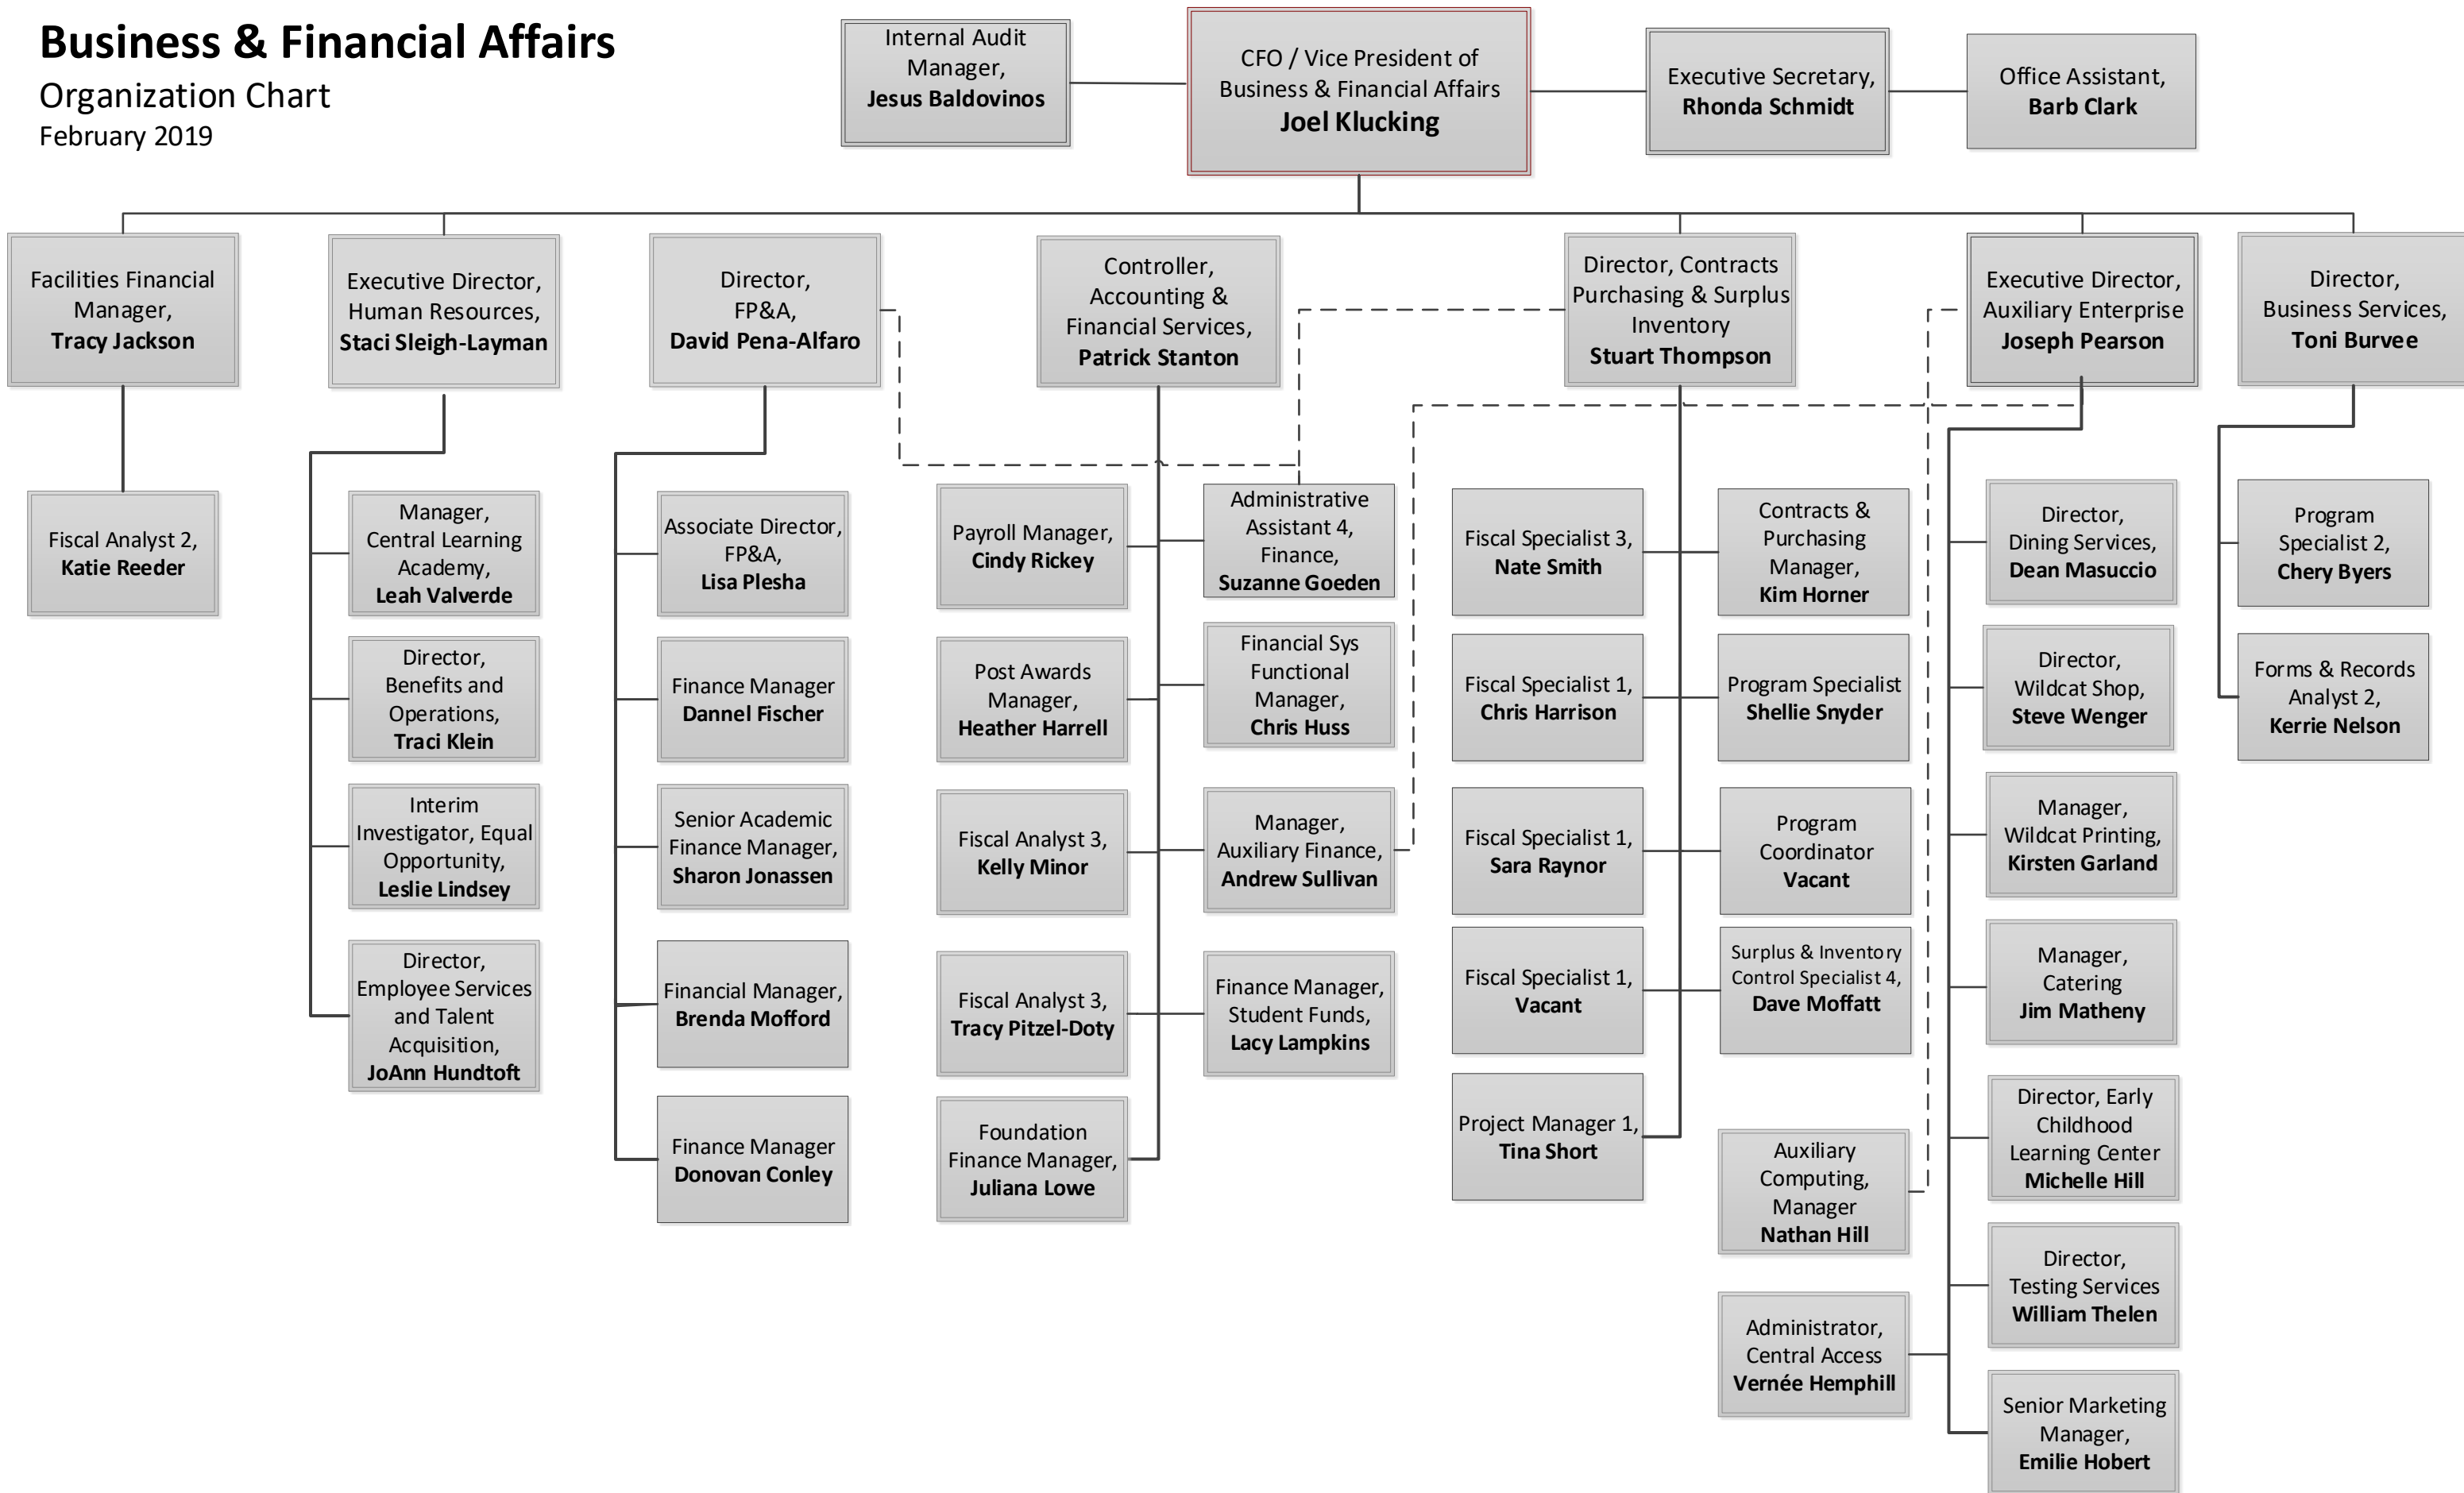 Business & Financial Affairs
Organization Chart
February 2019
Internal Audit
Manager,
Jesus Baldovinos
CFO / Vice President of
Business & Financial Affairs
Joel Klucking
Executive Secretary,
Rhonda Schmidt
Office Assistant,
Barb Clark
Facilities Financial
Manager,
Tracy Jackson
Executive Director,
Human Resources,
Staci Sleigh-Layman
Director,
FP&A,
David Pena-Alfaro
Controller,
Accounting &
Financial Services,
Patrick Stanton
Director, Contracts
Purchasing & Surplus
Inventory
Stuart Thompson
Executive Director,
Auxiliary Enterprise
Joseph Pearson
Director,
Business Services,
Toni Burvee
Fiscal Analyst 2,
Katie Reeder
Manager,
Central Learning
Academy,
Leah Valverde
Director,
Benefits and
Operations,
Traci Klein
Interim
Investigator, Equal
Opportunity,
Leslie Lindsey
Director,
Employee Services
and Talent
Acquisition,
JoAnn Hundtoft
Associate Director,
FP&A,
Lisa Plesha
Finance Manager
Dannel Fischer
Senior Academic
Finance Manager,
Sharon Jonassen
Financial Manager,
Brenda Mofford
Finance Manager
Donovan Conley
Payroll Manager,
Cindy Rickey
Post Awards
Manager,
Heather Harrell
Fiscal Analyst 3,
Kelly Minor
Fiscal Analyst 3,
Tracy Pitzel-Doty
Foundation
Finance Manager,
Juliana Lowe
Administrative
Assistant 4,
Finance,
Suzanne Goeden
Financial Sys
Functional
Manager,
Chris Huss
Manager,
Auxiliary Finance,
Andrew Sullivan
Finance Manager,
Student Funds,
Lacy Lampkins
Fiscal Specialist 3,
Nate Smith
Fiscal Specialist 1,
Chris Harrison
Fiscal Specialist 1,
Sara Raynor
Fiscal Specialist 1,
Vacant
Project Manager 1,
Tina Short
Contracts &
Purchasing
Manager,
Kim Horner
Program Specialist
Shellie Snyder
Program
Coordinator
Vacant
Surplus & Inventory
Control Specialist 4,
Dave Moffatt
Auxiliary
Computing,
Manager
Nathan Hill
Administrator,
Central Access
Vernée Hemphill
Director,
Dining Services,
Dean Masuccio
Director,
Wildcat Shop,
Steve Wenger
Manager,
Wildcat Printing,
Kirsten Garland
Manager,
Catering
Jim Matheny
Director, Early
Childhood
Learning Center
Michelle Hill
Director,
Testing Services
William Thelen
Senior Marketing
Manager,
Emilie Hobert
Program
Specialist 2,
Chery Byers
Forms & Records
Analyst 2,
Kerrie Nelson